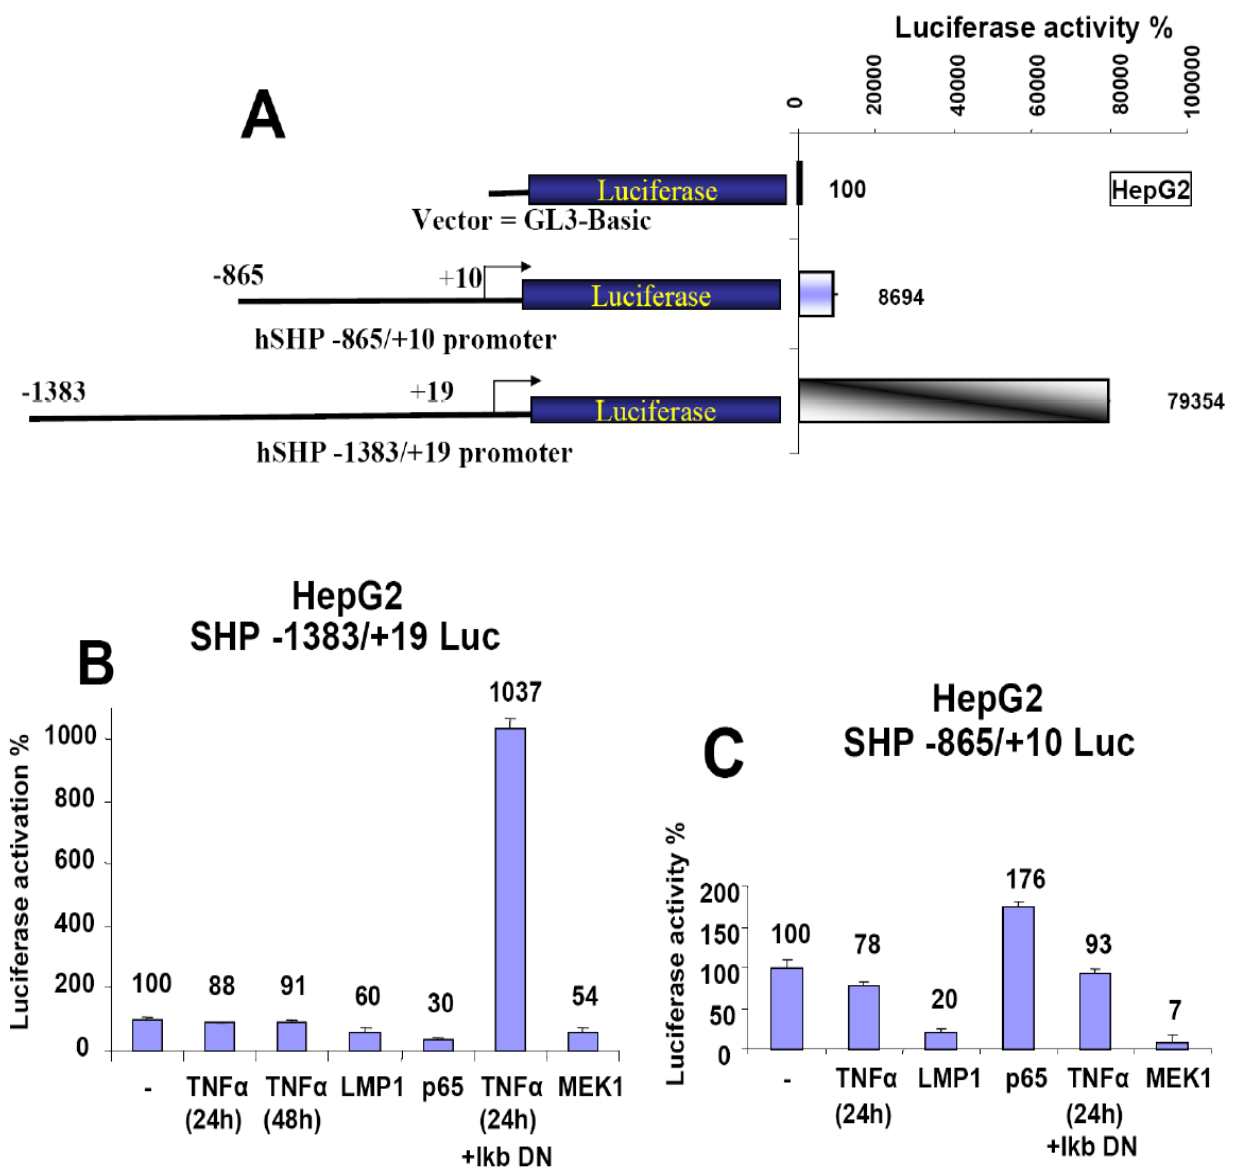 Luciferase activity %
0
20000
40000
60000
80000
100000
A
Luciferase
100
HepG2
Vector = GL3-Basic
-865
+10
Luciferase
8694
hSHP -865/+10 promoter
-1383
+19
Luciferase
79354
hSHP -1383/+19 promoter
B
HepG2
SHP -1383/+19 Luc
Luciferase activation %
1000
800
600
400
200
0
100
88
91
60
30
1037
54
-
TNFα
(24h)
TNFα
(48h)
LMP1
p65
TNFα
(24h)
+Ikb DN
MEK1
C
HepG2
SHP -865/+10 Luc
Luciferase activity %
200
150
100
50
0
100
78
20
176
93
7
-
TNFα
(24h)
LMP1
p65
TNFα
(24h)
+Ikb DN
MEK1